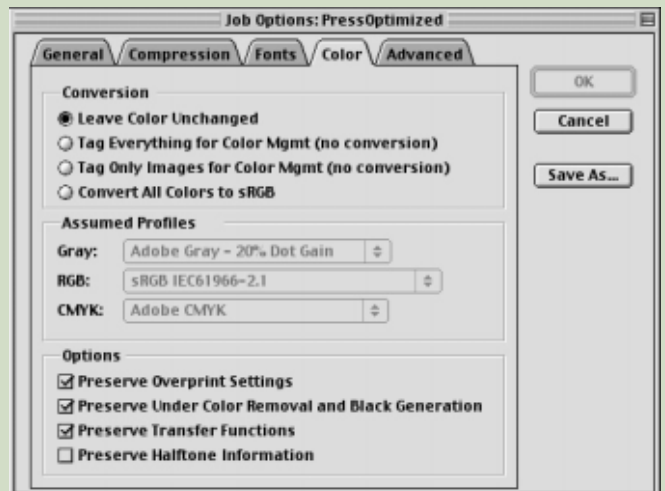 Job Options: PressOptimized
General Compression Fonts Color Advanced
Conversion
Leave Color Unchanged
Tag Everything for Color Mgmt (no conversion)
Tag Only Images for Color Mgmt (no conversion)
Convert All Colors to sRGB
Assumed Profiles
Gray: Adobe Gray - 20% Dot Gain
RGB: sRGB IEC61966-2.1
CMYK: Adobe CMYK
Options
Preserve Overprint Settings
Preserve Under Color Removal and Black Generation
Preserve Transfer Functions
Preserve Halftone Information
OK
Cancel
Save As...